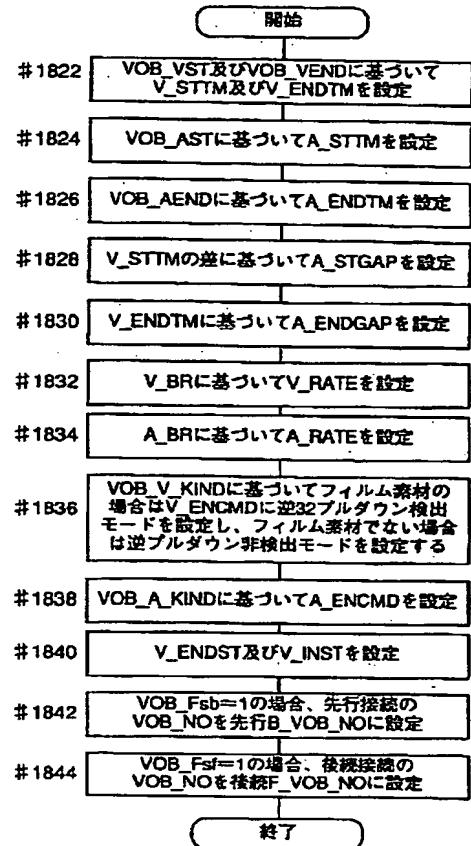 開始
#1822
VOB_VST及びVOB_VENDに基づいて
V_STTM及びV_ENDTMを設定
#1824
VOB_ASTに基づいてA_STTMを設定
#1826
VOB_AENDに基づいてA_ENDTMを設定
#1828
V_STTMの差に基づいてA_STGAPを設定
#1830
V_ENDTMに基づいてA_ENDGAPを設定
#1832
V_BRに基づいてV_RATEを設定
#1834
A_BRに基づいてA_RATEを設定
#1836
VOB_V_KINDに基づいてフィルム素材の
場合はV_ENCMDに逆32プルダウン検出
モードを設定し、フィルム素材でない場合
は逆プルダウン非検出モードを設定する
#1838
VOB_A_KINDに基づいてA_ENCMDを設定
#1840
V_ENDST及びV_INSTを設定
#1842
VOB_Fsb=1の場合、先行接続の
VOB_NOを先行B_VOB_NOに設定
#1844
VOB_Fsf=1の場合、後続接続の
VOB_NOを後続F_VOB_NOに設定
終了